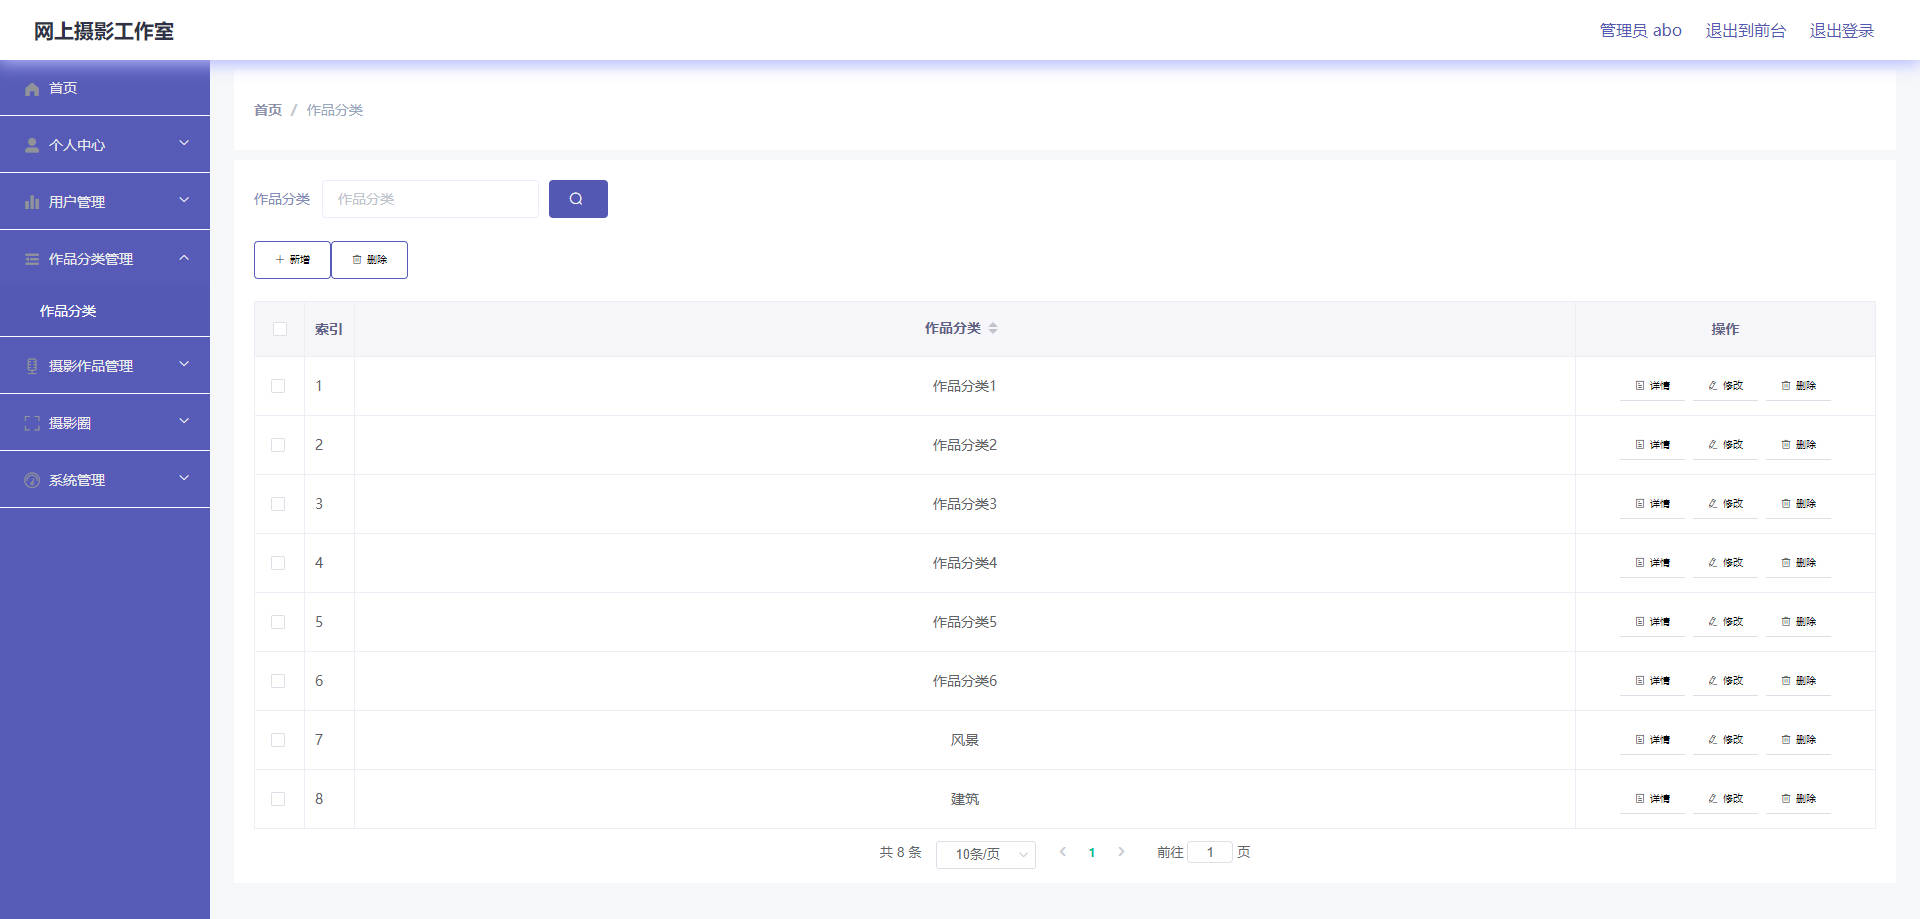 网上摄影工作室
管理员 abo 退出到前台 退出登录
首页
个人中心
用户管理
作品分类管理
作品分类
摄影作品管理
摄影圈
系统管理
首页 / 作品分类
作品分类 作品分类
新增 删除
索引 作品分类 操作
1 作品分类1 详情 修改 删除
2 作品分类2 详情 修改 删除
3 作品分类3 详情 修改 删除
4 作品分类4 详情 修改 删除
5 作品分类5 详情 修改 删除
6 作品分类6 详情 修改 删除
7 风景 详情 修改 删除
8 建筑 详情 修改 删除
共 8 条 10条/页 1 前往 1 页